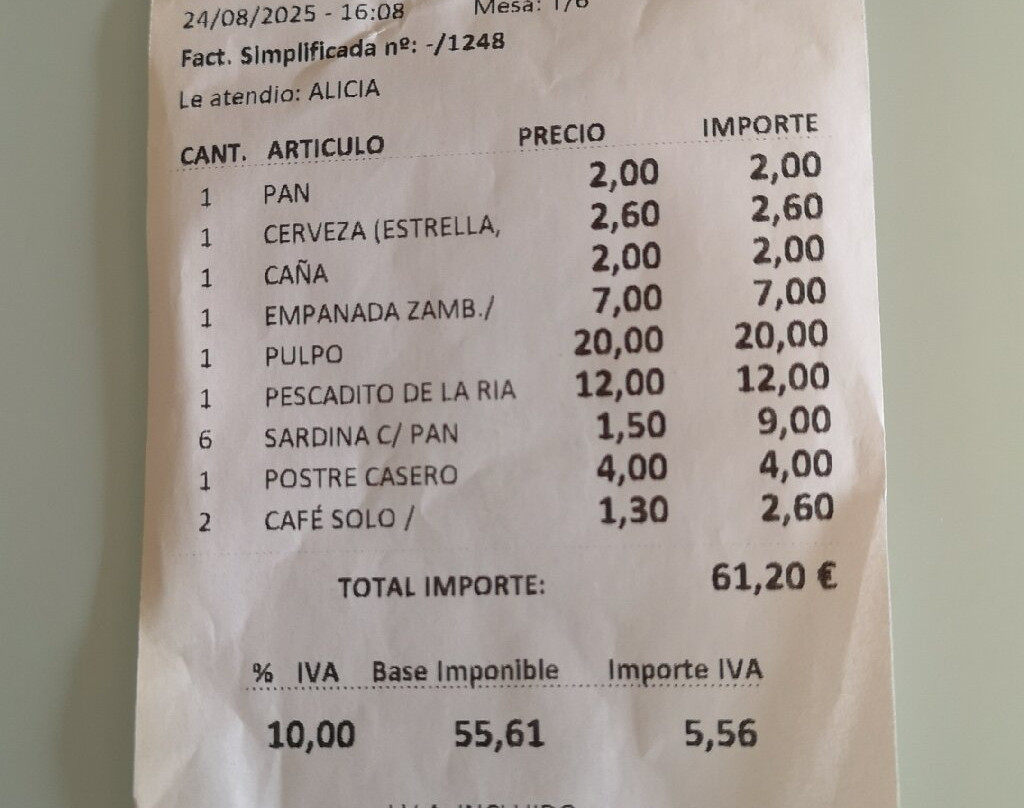 24/08/2025 - 16:08 Mesa: 1/6
Fact. Simplificada nº: -/1248
Le atendio: ALICIA
CANT. ARTICULO PRECIO IMPORTE
1 PAN 2,00 2,00
1 CERVEZA (ESTRELLA, 2,60 2,60
1 CAÑA 2,00 2,00
1 EMPANADA ZAMB./ 7,00 7,00
1 PULPO 20,00 20,00
1 PESCADITO DE LA RIA 12,00 12,00
6 SARDINA C/ PAN 1,50 9,00
1 POSTRE CASERO 4,00 4,00
2 CAFÉ SOLO / 1,30 2,60
TOTAL IMPORTE: 61,20 €
% IVA Base Imponible Importe IVA
10,00 55,61 5,56